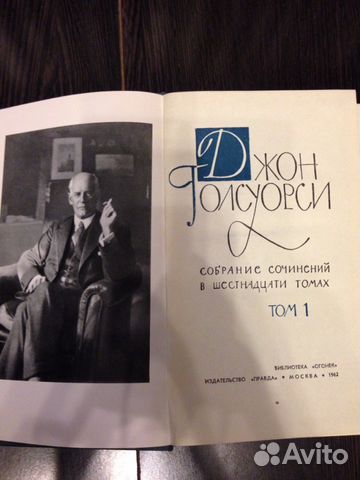 Джон
Голсуорси
СОБРАНИЕ СОЧИНЕНИЙ
В ШЕСТНАДЦАТИ ТОМАХ
ТОМ 1
БИБЛИОТЕКА «ОГОНЕК»
ИЗДАТЕЛЬСТВО «ПРАВДА» • МОСКВА • 1962
Avito